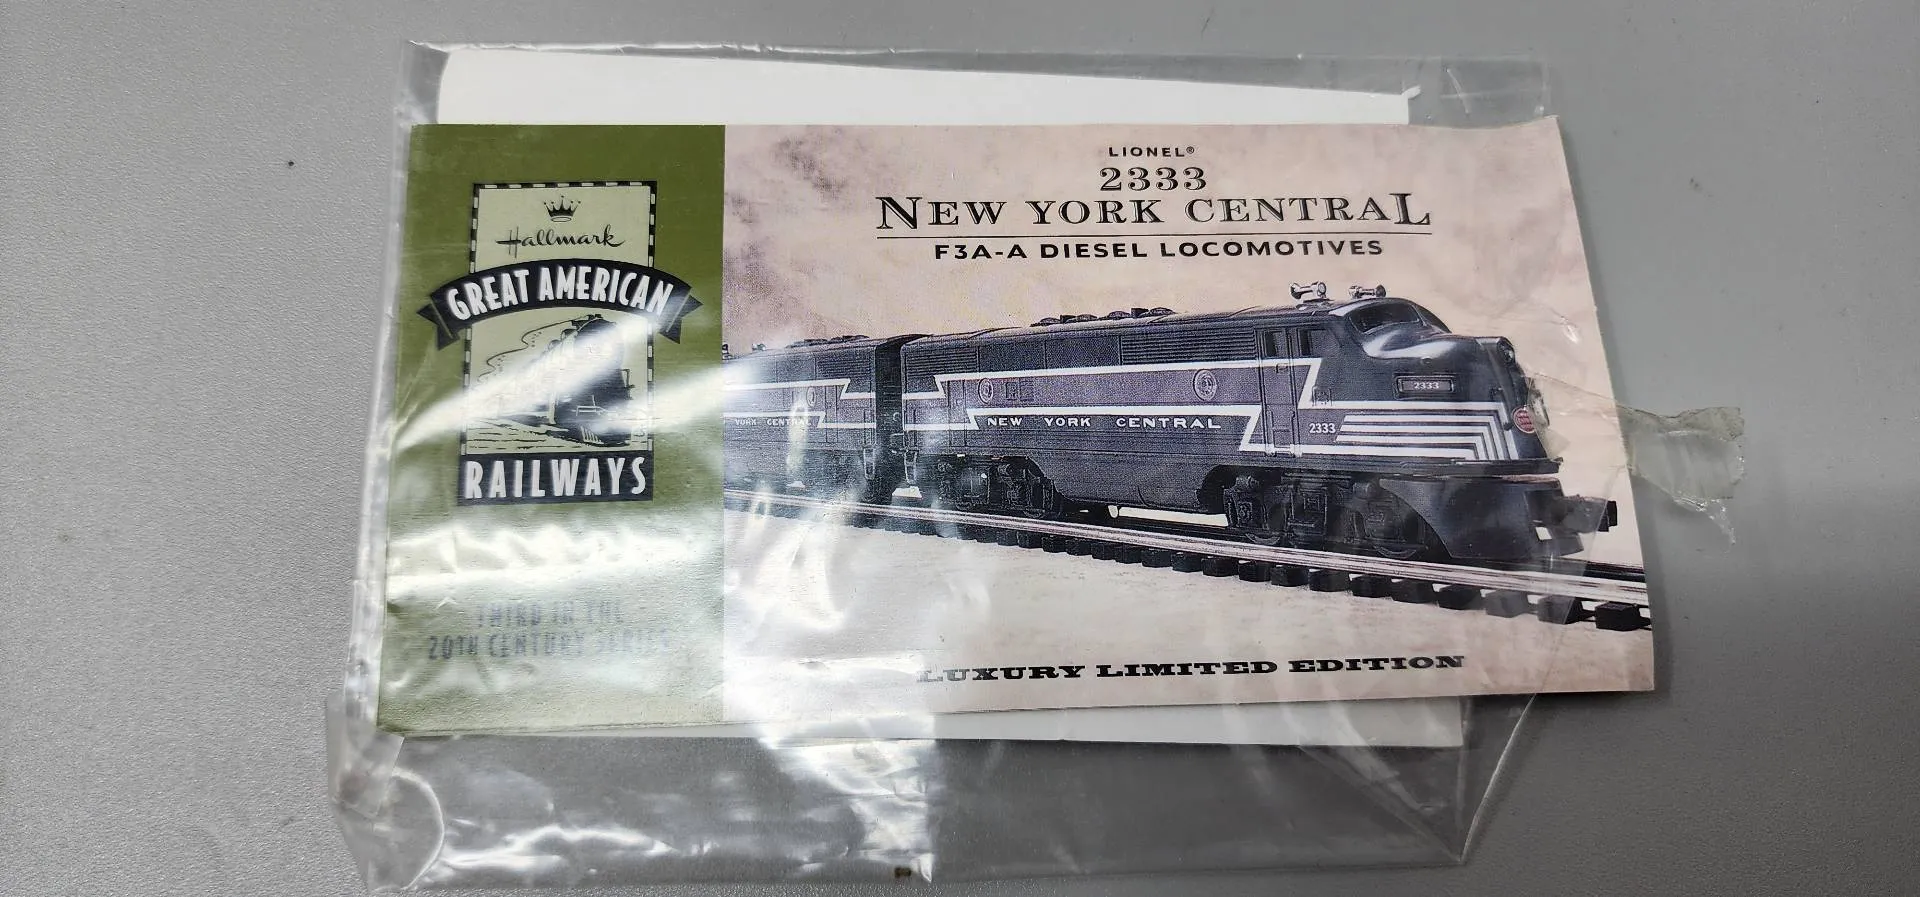 Hallmark
GREAT AMERICAN
RAILWAYS
THIRD IN THE
20TH CENTURY SERIES
LIONEL®
2333
NEW YORK CENTRAL
F3A-A DIESEL LOCOMOTIVES
2333
YORK CENTRAL
NEW YORK CENTRAL
2333
LUXURY LIMITED EDITION